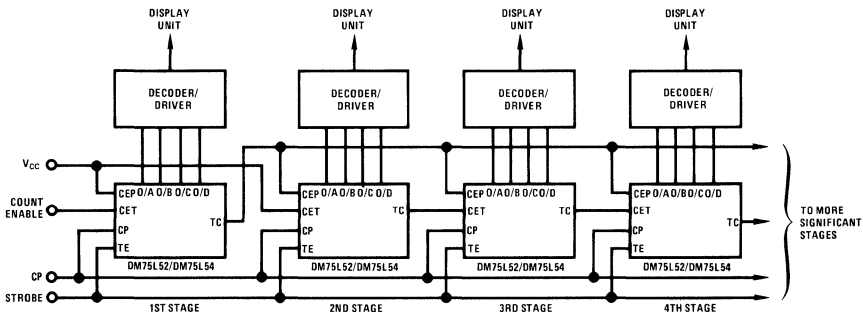 DISPLAY UNIT
DISPLAY UNIT
DISPLAY UNIT
DISPLAY UNIT
DECODER/ DRIVER
DECODER/ DRIVER
DECODER/ DRIVER
DECODER/ DRIVER
VCC
COUNT ENABLE
CP
STROBE
CEP O/A O/B O/C O/D
CET
TC
CP
TE
DM75L52/DM75L54
1ST STAGE
CEP O/A O/B O/C O/D
CET
TC
CP
TE
DM75L52/DM75L54
2ND STAGE
CEP O/A O/B O/C O/D
CET
TC
CP
TE
DM75L52/DM75L54
3RD STAGE
CEP O/A O/B O/C O/D
CET
TC
CP
TE
DM75L52/DM75L54
4TH STAGE
TO MORE
SIGNIFICANT
STAGES